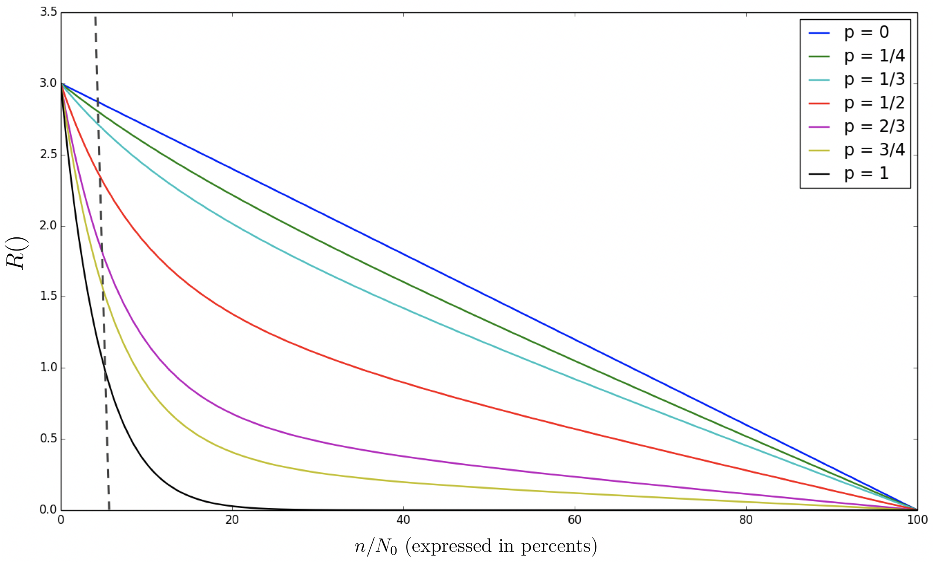 3.5
3.0
2.5
2.0
1.5
1.0
0.5
0.0
0
20
40
60
80
100
R()
n/N₀ (expressed in percents)
p = 0
p = 1/4
p = 1/3
p = 1/2
p = 2/3
p = 3/4
p = 1